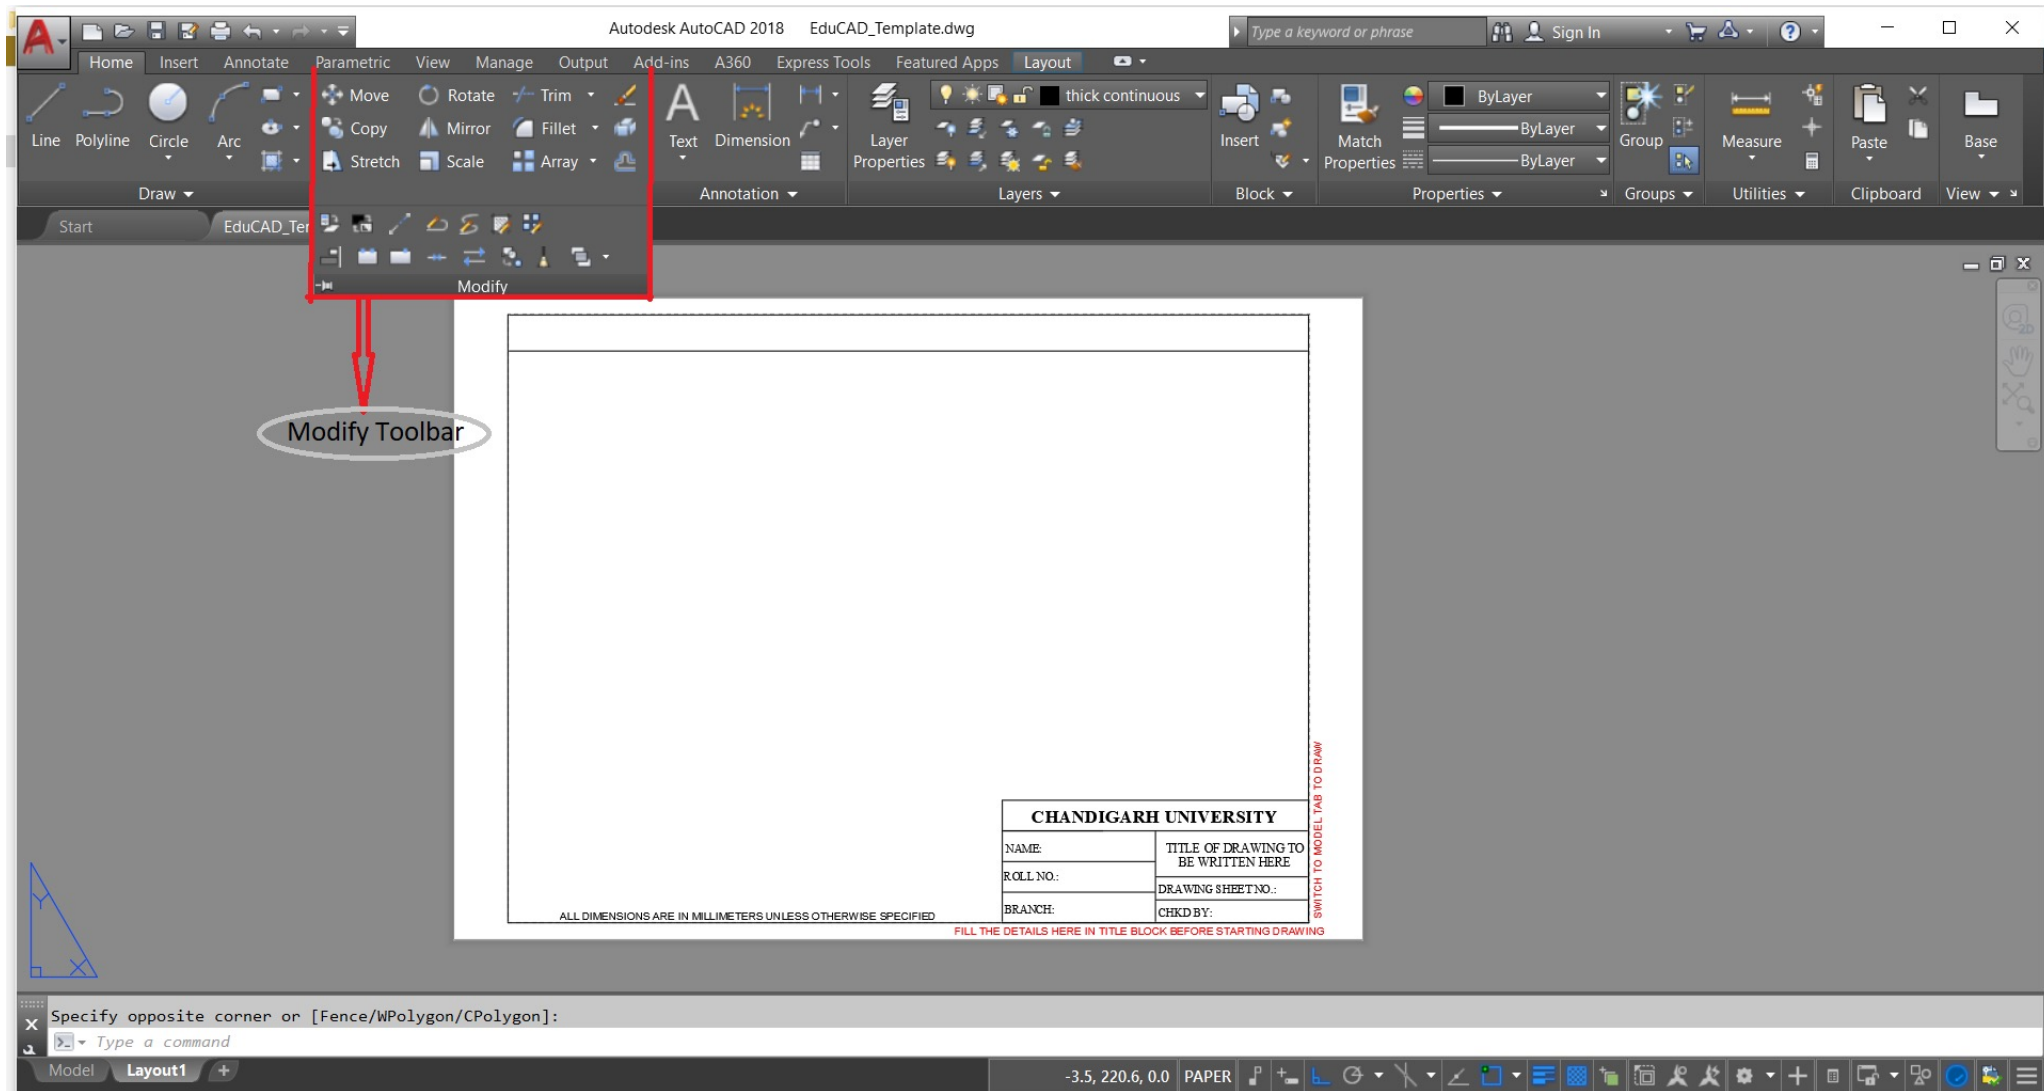 Autodesk AutoCAD 2018 EduCAD_Template.dwg
Type a keyword or phrase
Sign In
Home Insert Annotate Parametric View Manage Output Add-ins A360 Express Tools Featured Apps Layout
Move Rotate Trim
Copy Mirror Fillet
Stretch Scale Array
Line Polyline Circle Arc
Text Dimension
Layer Properties
thick continuous
Insert
Match Properties
ByLayer
ByLayer
ByLayer
Group
Measure
Paste
Base
Draw Annotation Layers Block Properties Groups Utilities Clipboard View
Start EduCAD_Te
Modify
Modify Toolbar
2D
CHANDIGARH UNIVERSITY
NAME:
TITLE OF DRAWING TO
BE WRITTEN HERE
ROLL NO.:
DRAWING SHEET NO.:
BRANCH:
CHKD BY:
SWITCH TO MODEL TAB TO DRAW
ALL DIMENSIONS ARE IN MILLIMETERS UNLESS OTHERWISE SPECIFIED
FILL THE DETAILS HERE IN TITLE BLOCK BEFORE STARTING DRAWING
Y
X
Specify opposite corner or [Fence/WPolygon/CPolygon]:
Type a command
Model Layout1 +
-3.5, 220.6, 0.0 PAPER